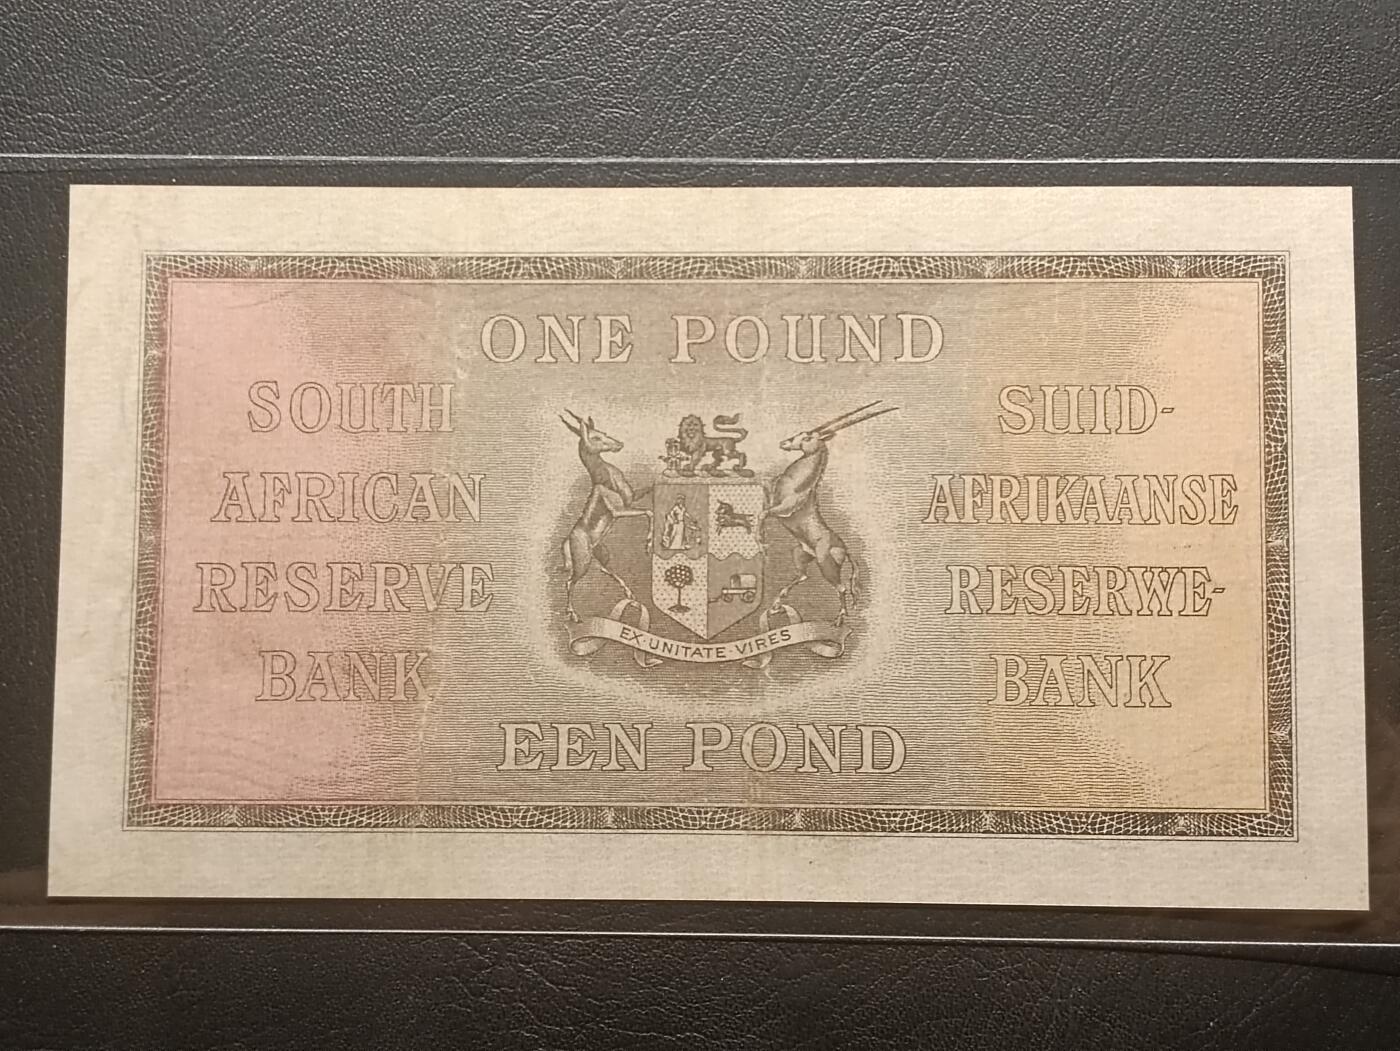 ONE POUND
SOUTH
AFRICAN
RESERVE
BANK
SUID-
AFRIKAANSE
RESERWE-
BANK
EX·UNITATE·VIRES
EEN POND